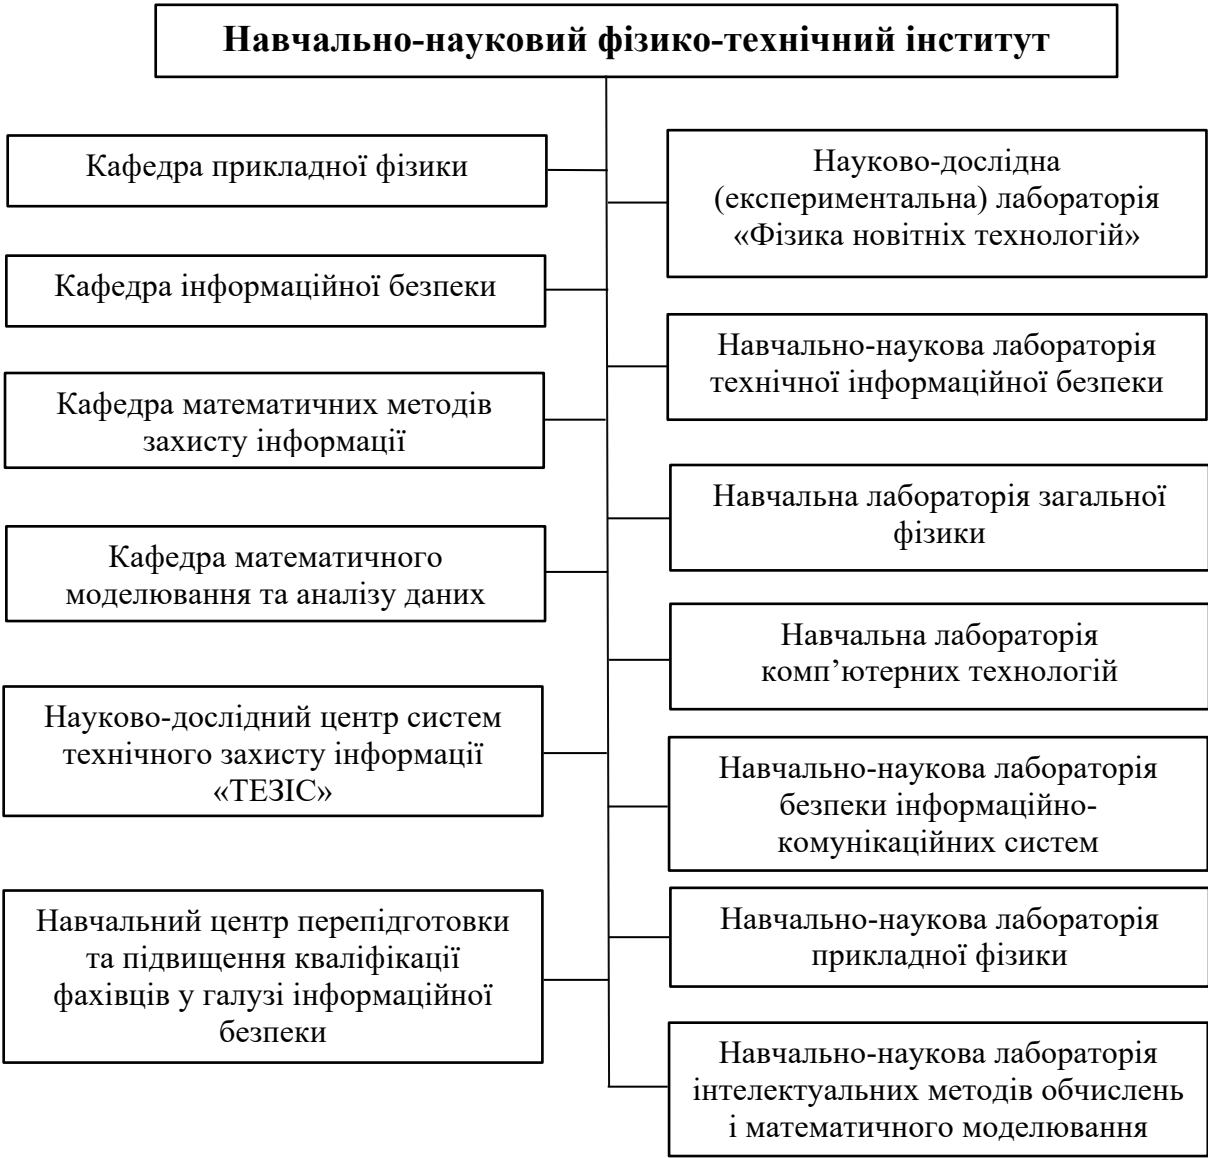 Навчально-науковий фізико-технічний інститут
Кафедра прикладної фізики
Кафедра інформаційної безпеки
Кафедра математичних методів
захисту інформації
Кафедра математичного
моделювання та аналізу даних
Науково-дослідний центр систем
технічного захисту інформації
«ТЕЗІС»
Навчальний центр перепідготовки
та підвищення кваліфікації
фахівців у галузі інформаційної
безпеки
Науково-дослідна
(експериментальна) лабораторія
«Фізика новітніх технологій»
Навчально-наукова лабораторія
технічної інформаційної безпеки
Навчальна лабораторія загальної
фізики
Навчальна лабораторія
комп’ютерних технологій
Навчально-наукова лабораторія
безпеки інформаційно-
комунікаційних систем
Навчально-наукова лабораторія
прикладної фізики
Навчально-наукова лабораторія
інтелектуальних методів обчислень
і математичного моделювання